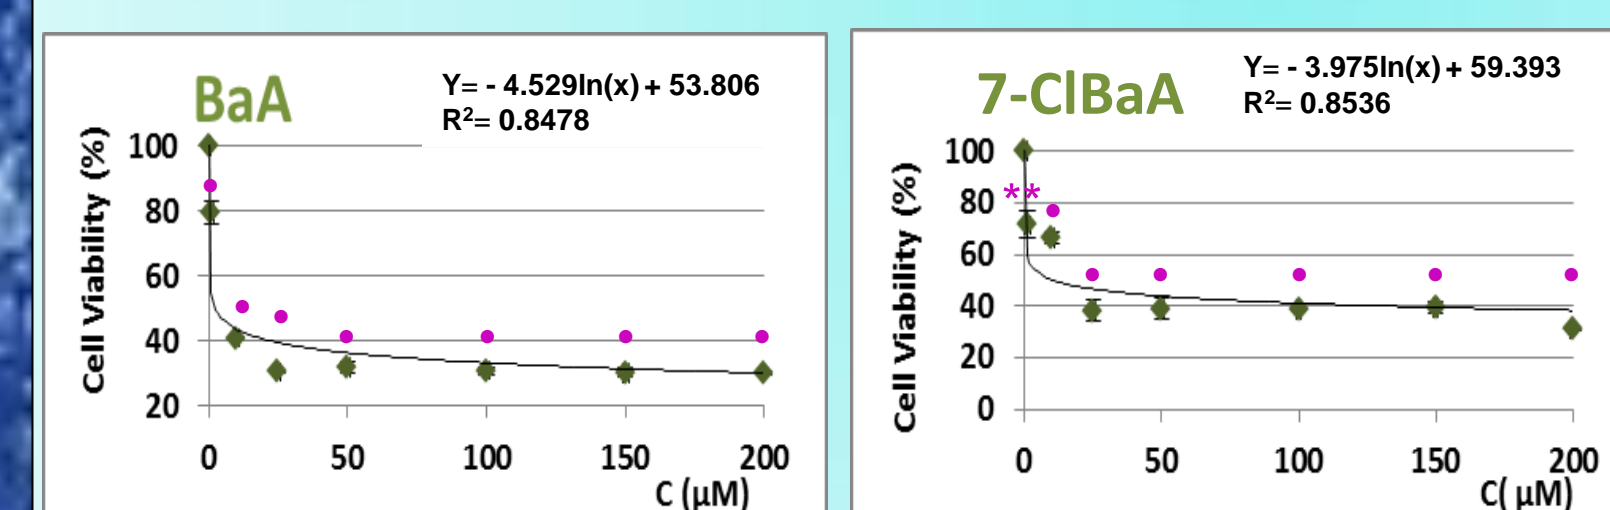 BaA
Y= - 4.529ln(x) + 53.806
R²= 0.8478
Cell Viability (%)
100
80
60
40
20
0 50 100 150 200
C (µM)
7-ClBaA
Y= - 3.975ln(x) + 59.393
R²= 0.8536
Cell Viability (%)
100
**
80
60
40
20
0
0 50 100 150 200
C( µM)